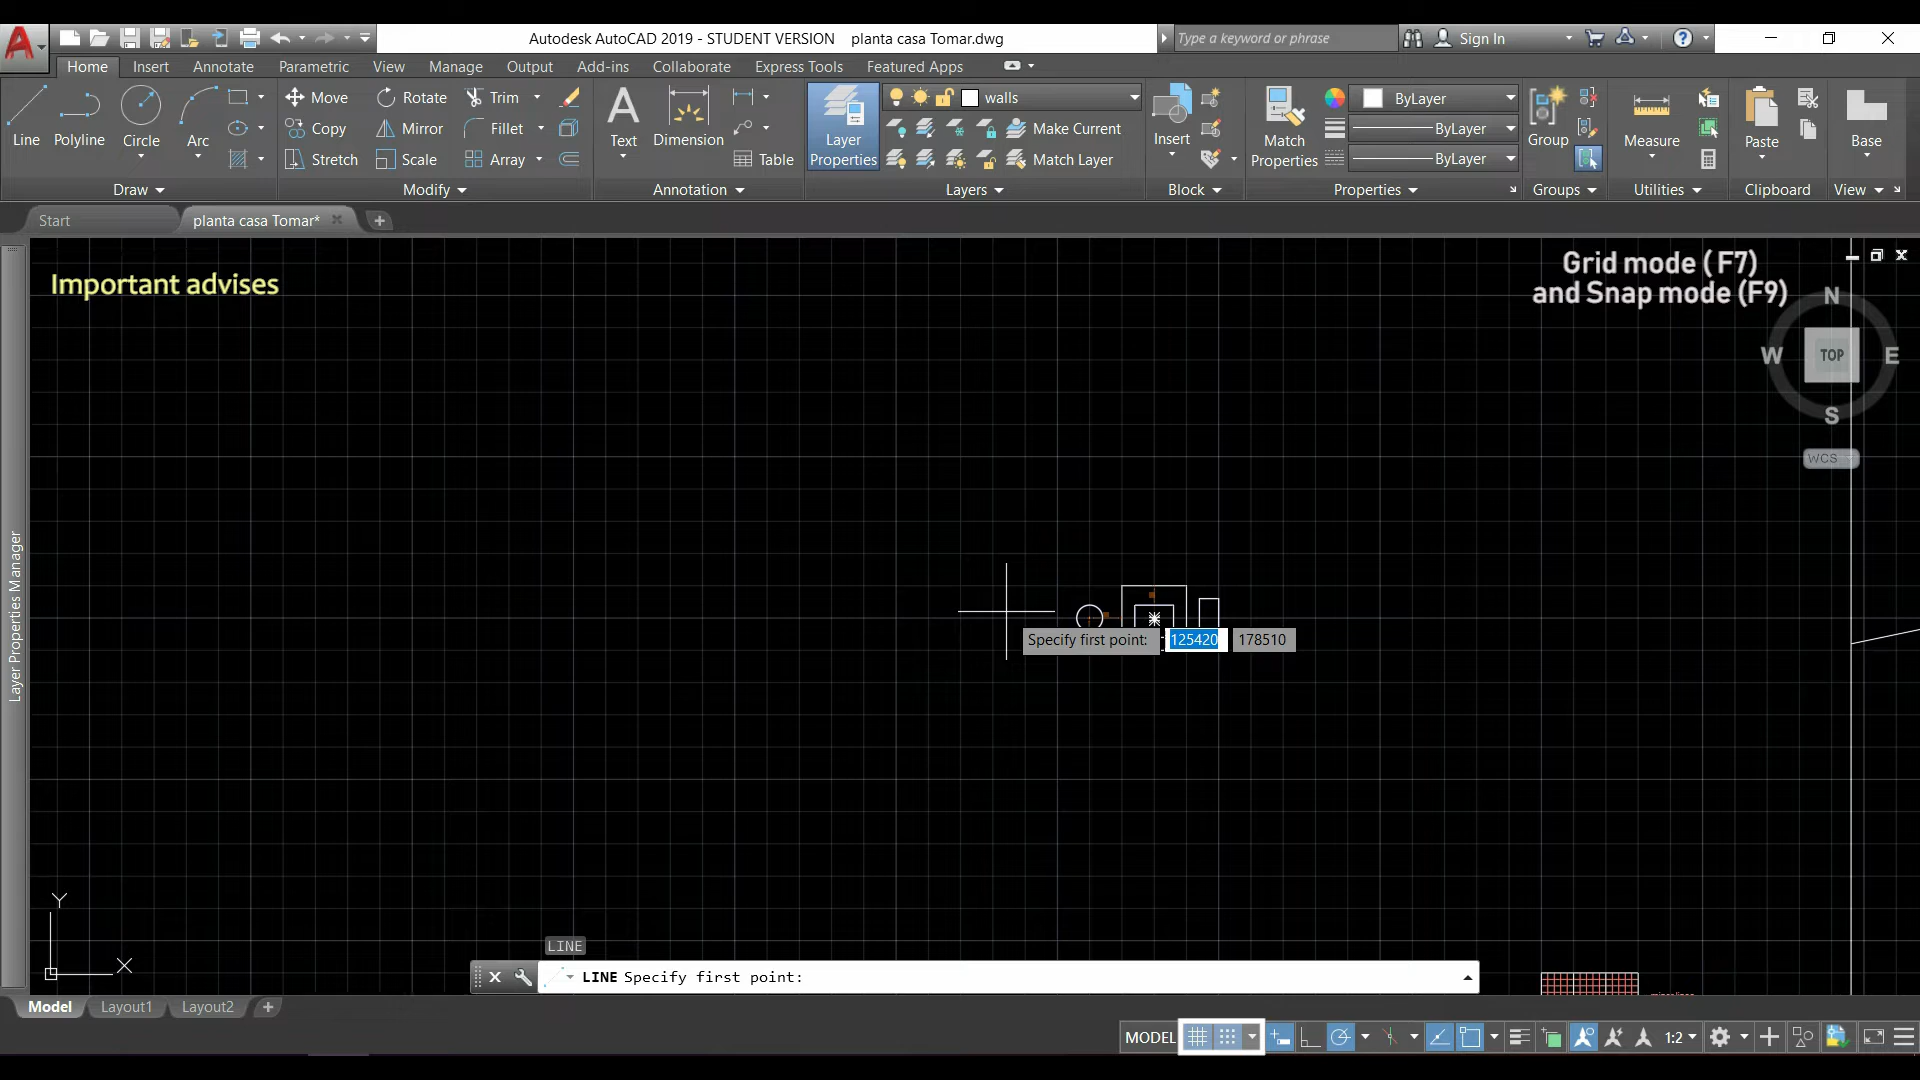 Autodesk AutoCAD 2019 - STUDENT VERSION planta casa Tomar.dwg
Type a keyword or phrase
Sign In
Home Insert Annotate Parametric View Manage Output Add-ins Collaborate Express Tools Featured Apps
Line
Polyline
Circle
Arc
Move
Rotate
Trim
Copy
Mirror
Fillet
Stretch
Scale
Array
Text
Dimension
Table
Layer
Properties
walls
Make Current
Match Layer
Insert
Match
Properties
ByLayer
ByLayer
ByLayer
Group
Measure
Paste
Base
Draw
Modify
Annotation
Layers
Block
Properties
Groups
Utilities
Clipboard
View
Start
planta casa Tomar*
Important advises
Grid mode ( F7)
and Snap mode (F9)
N
W TOP E
S
WCS
Layer Properties Manager
Specify first point: 125420 178510
Y
X
LINE
LINE Specify first point:
Model Layout1 Layout2
MODEL
1:2